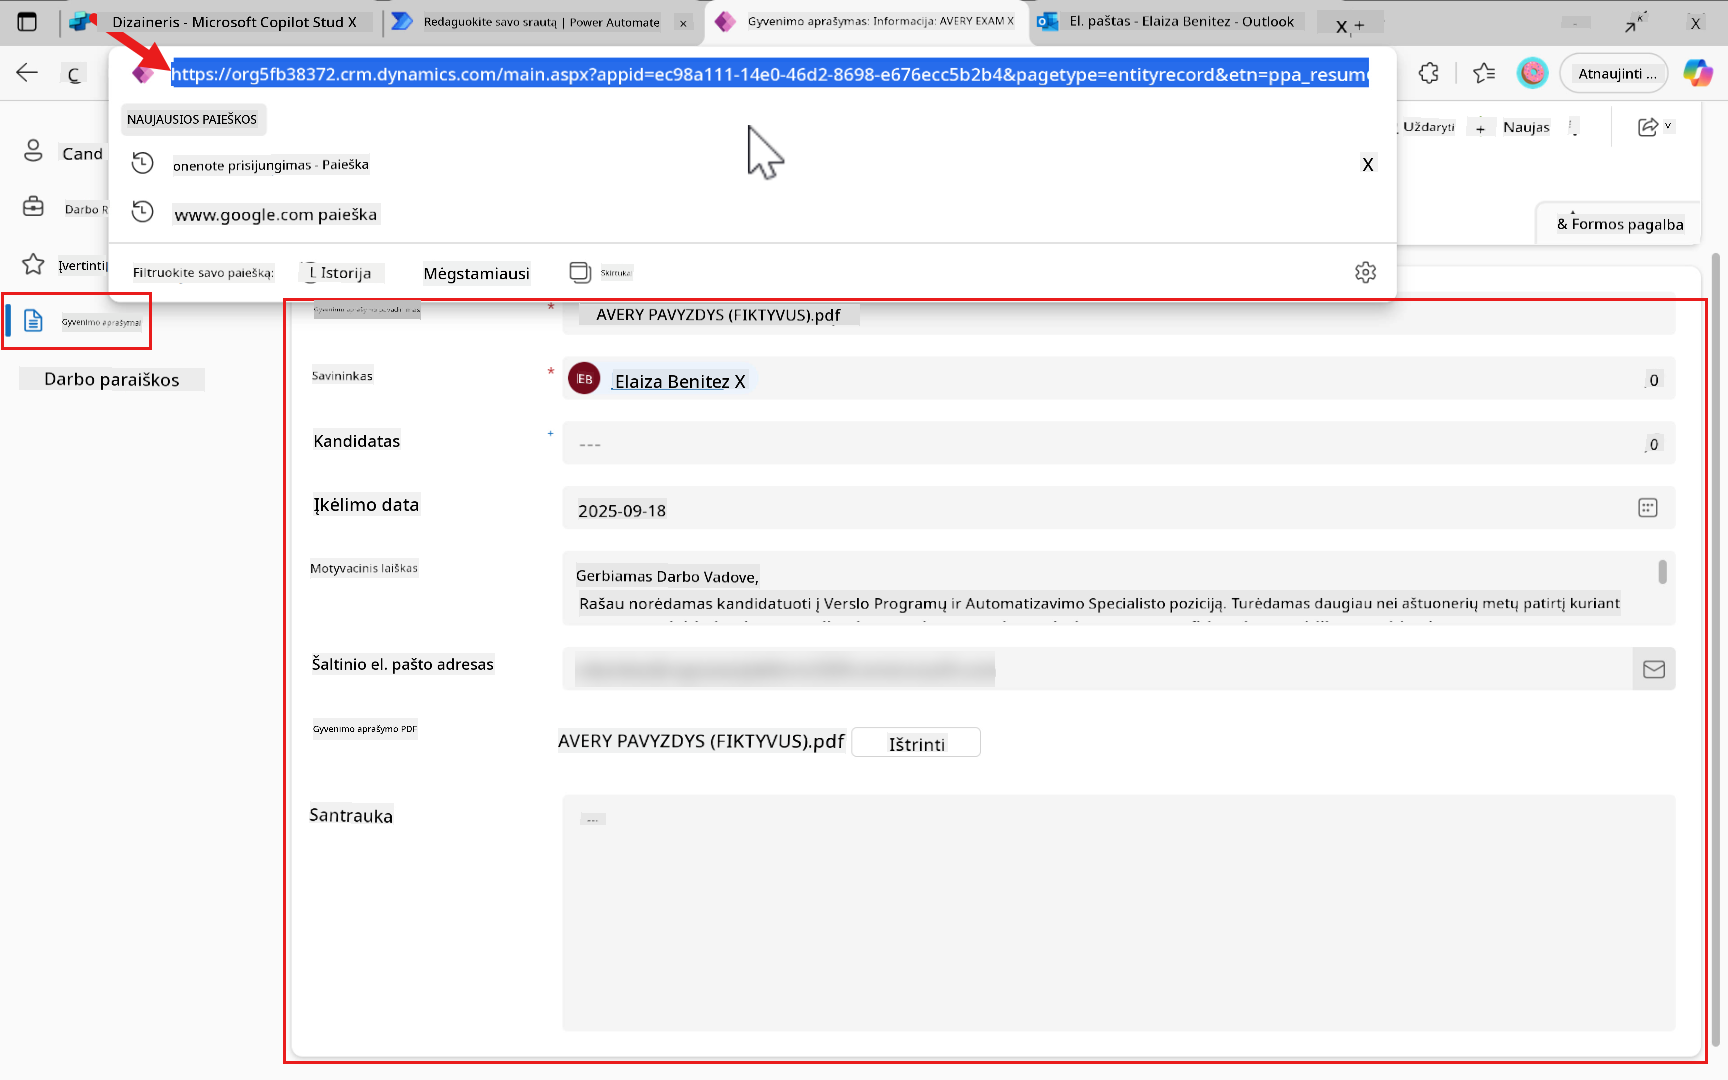 Dizaineris - Microsoft Copilot Stud X
Redaguokite savo srautą | Power Automate ×
Gyvenimo aprašymas: Informacija: AVERY EXAM X
El. paštas - Elaiza Benitez - Outlook
X +
X
C
https://org5fb38372.crm.dynamics.com/main.aspx?appid=ec98a111-14e0-46d2-8698-e676ecc5b2b4&pagetype=entityrecord&etn=ppa_resume
Atnaujinti ...
NAUJAUSIOS PAIEŠKOS
onenote prisijungimas - Paieška
X
www.google.com paieška
Filtruokite savo paiešką:
Istorija
Mėgstamiausi
Skirtukai
Uždaryti
+ Naujas
& Formos pagalba
Cand
Darbo R
Įvertinti
Gyvenimo aprašymai
Darbo paraiškos
* AVERY PAVYZDYS (FIKTYVUS).pdf
Savininkas *
EB Elaiza Benitez X
Kandidatas +
---
Įkėlimo data
2025-09-18
Motyvacinis laiškas
Gerbiamas Darbo Vadove,
Rašau norėdamas kandidatuoti į Verslo Programų ir Automatizavimo Specialisto poziciją. Turėdamas daugiau nei aštuonerių metų patirtį kuriant
Šaltinio el. pašto adresas
Gyvenimo aprašymo PDF
AVERY PAVYZDYS (FIKTYVUS).pdf
Ištrinti
Santrauka
---